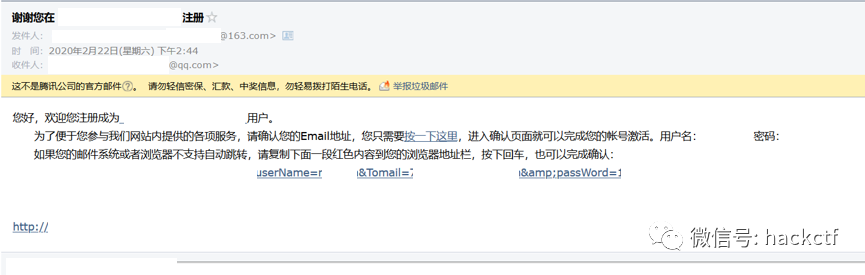 谢谢您在 注册☆
发件人： @163.com>
时 间：2020年2月22日(星期六) 下午2:44
收件人： @qq.com>
这不是腾讯公司的官方邮件?。 请勿轻信密保、汇款、中奖信息，勿轻易拨打陌生电话。 举报垃圾邮件
您好，欢迎您注册成为 用户。
为了便于您参与我们网站内提供的各项服务，请确认您的Email地址，您只需要按一下这里，进入确认页面就可以完成您的帐号激活。用户名： 密码：
如果您的邮件系统或者浏览器不支持自动跳转，请复制下面一段红色内容到您的浏览器地址栏，按下回车，也可以完成确认：
userName=r &Tomail=7 &amp;passWord=1
http://
微信号: hackctf